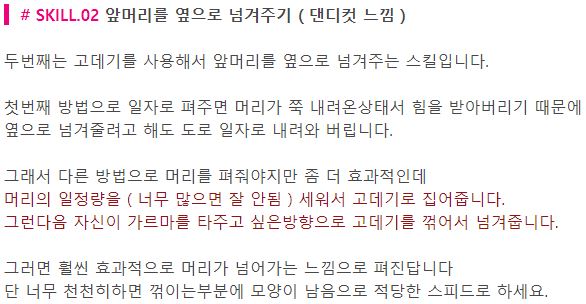 # SKILL.02 앞머리를 옆으로 넘겨주기 ( 댄디컷 느낌 )
두번째는 고데기를 사용해서 앞머리를 옆으로 넘겨주는 스킬입니다.
첫번째 방법으로 일자로 펴주면 머리가 쭉 내려온상태서 힘을 받아버리기 때문에
옆으로 넘겨줄려고 해도 도로 일자로 내려와 버립니다.
그래서 다른 방법으로 머리를 펴줘야지만 좀 더 효과적인데
머리의 일정량을 ( 너무 많으면 잘 안됨 ) 세워서 고데기로 집어줍니다.
그런다음 자신이 가르마를 타주고 싶은방향으로 고데기를 꺾어서 넘겨줍니다.
그러면 훨씬 효과적으로 머리가 넘어가는 느낌으로 펴진답니다
단 너무 천천히하면 꺾이는부분에 모양이 남음으로 적당한 스피드로 하세요.